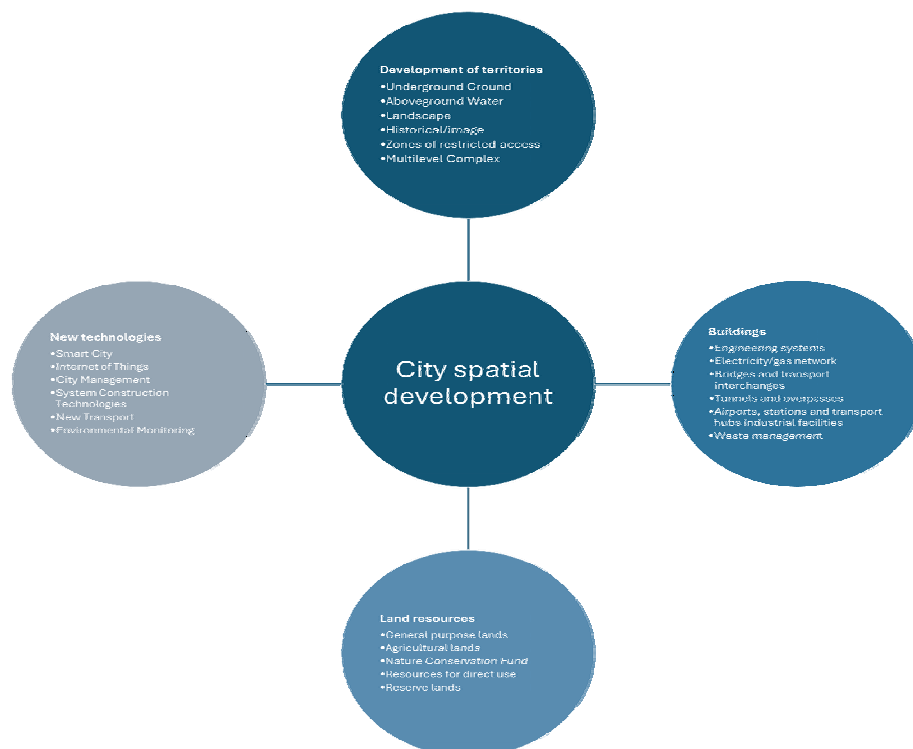 Development of territories
•Underground Ground
•Aboveground Water
•Landscape
•Historical/image
•Zones of restricted access
•Multilevel Complex
New technologies
•Smart City
•Internet of Things
•City Management
•System Construction
Technologies
•New Transport
•Environmental Monitoring
City spatial
development
Buildings
•Engineering systems
•Electricity/gas network
•Bridges and transport
interchanges
•Tunnels and overpasses
•Airports, stations and transport
hubs industrial facilities
•Waste management
Land resources
•General purpose lands
•Agricultural lands
•Nature Conservation Fund
•Resources for direct use
•Reserve lands